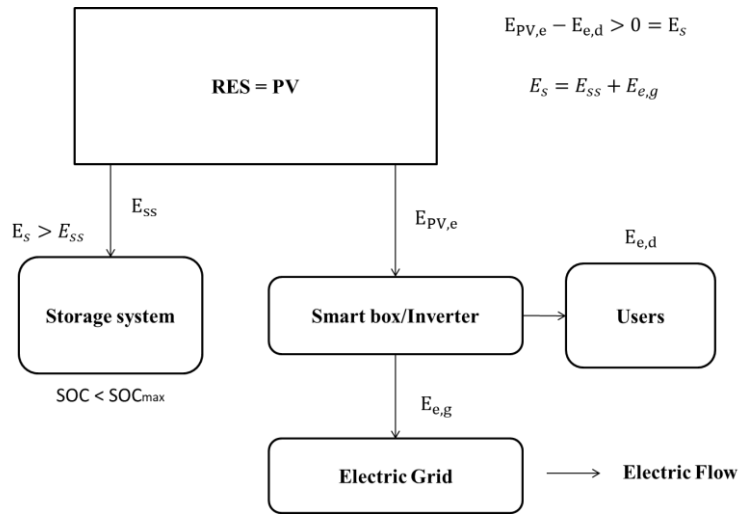 E_PV,e − E_e,d > 0 = E_s
RES = PV
E_s = E_ss + E_e,g
E_ss
E_PV,e
E_s > E_ss
E_e,d
Storage system
Smart box/Inverter
Users
SOC < SOC_max
E_e,g
Electric Grid
Electric Flow